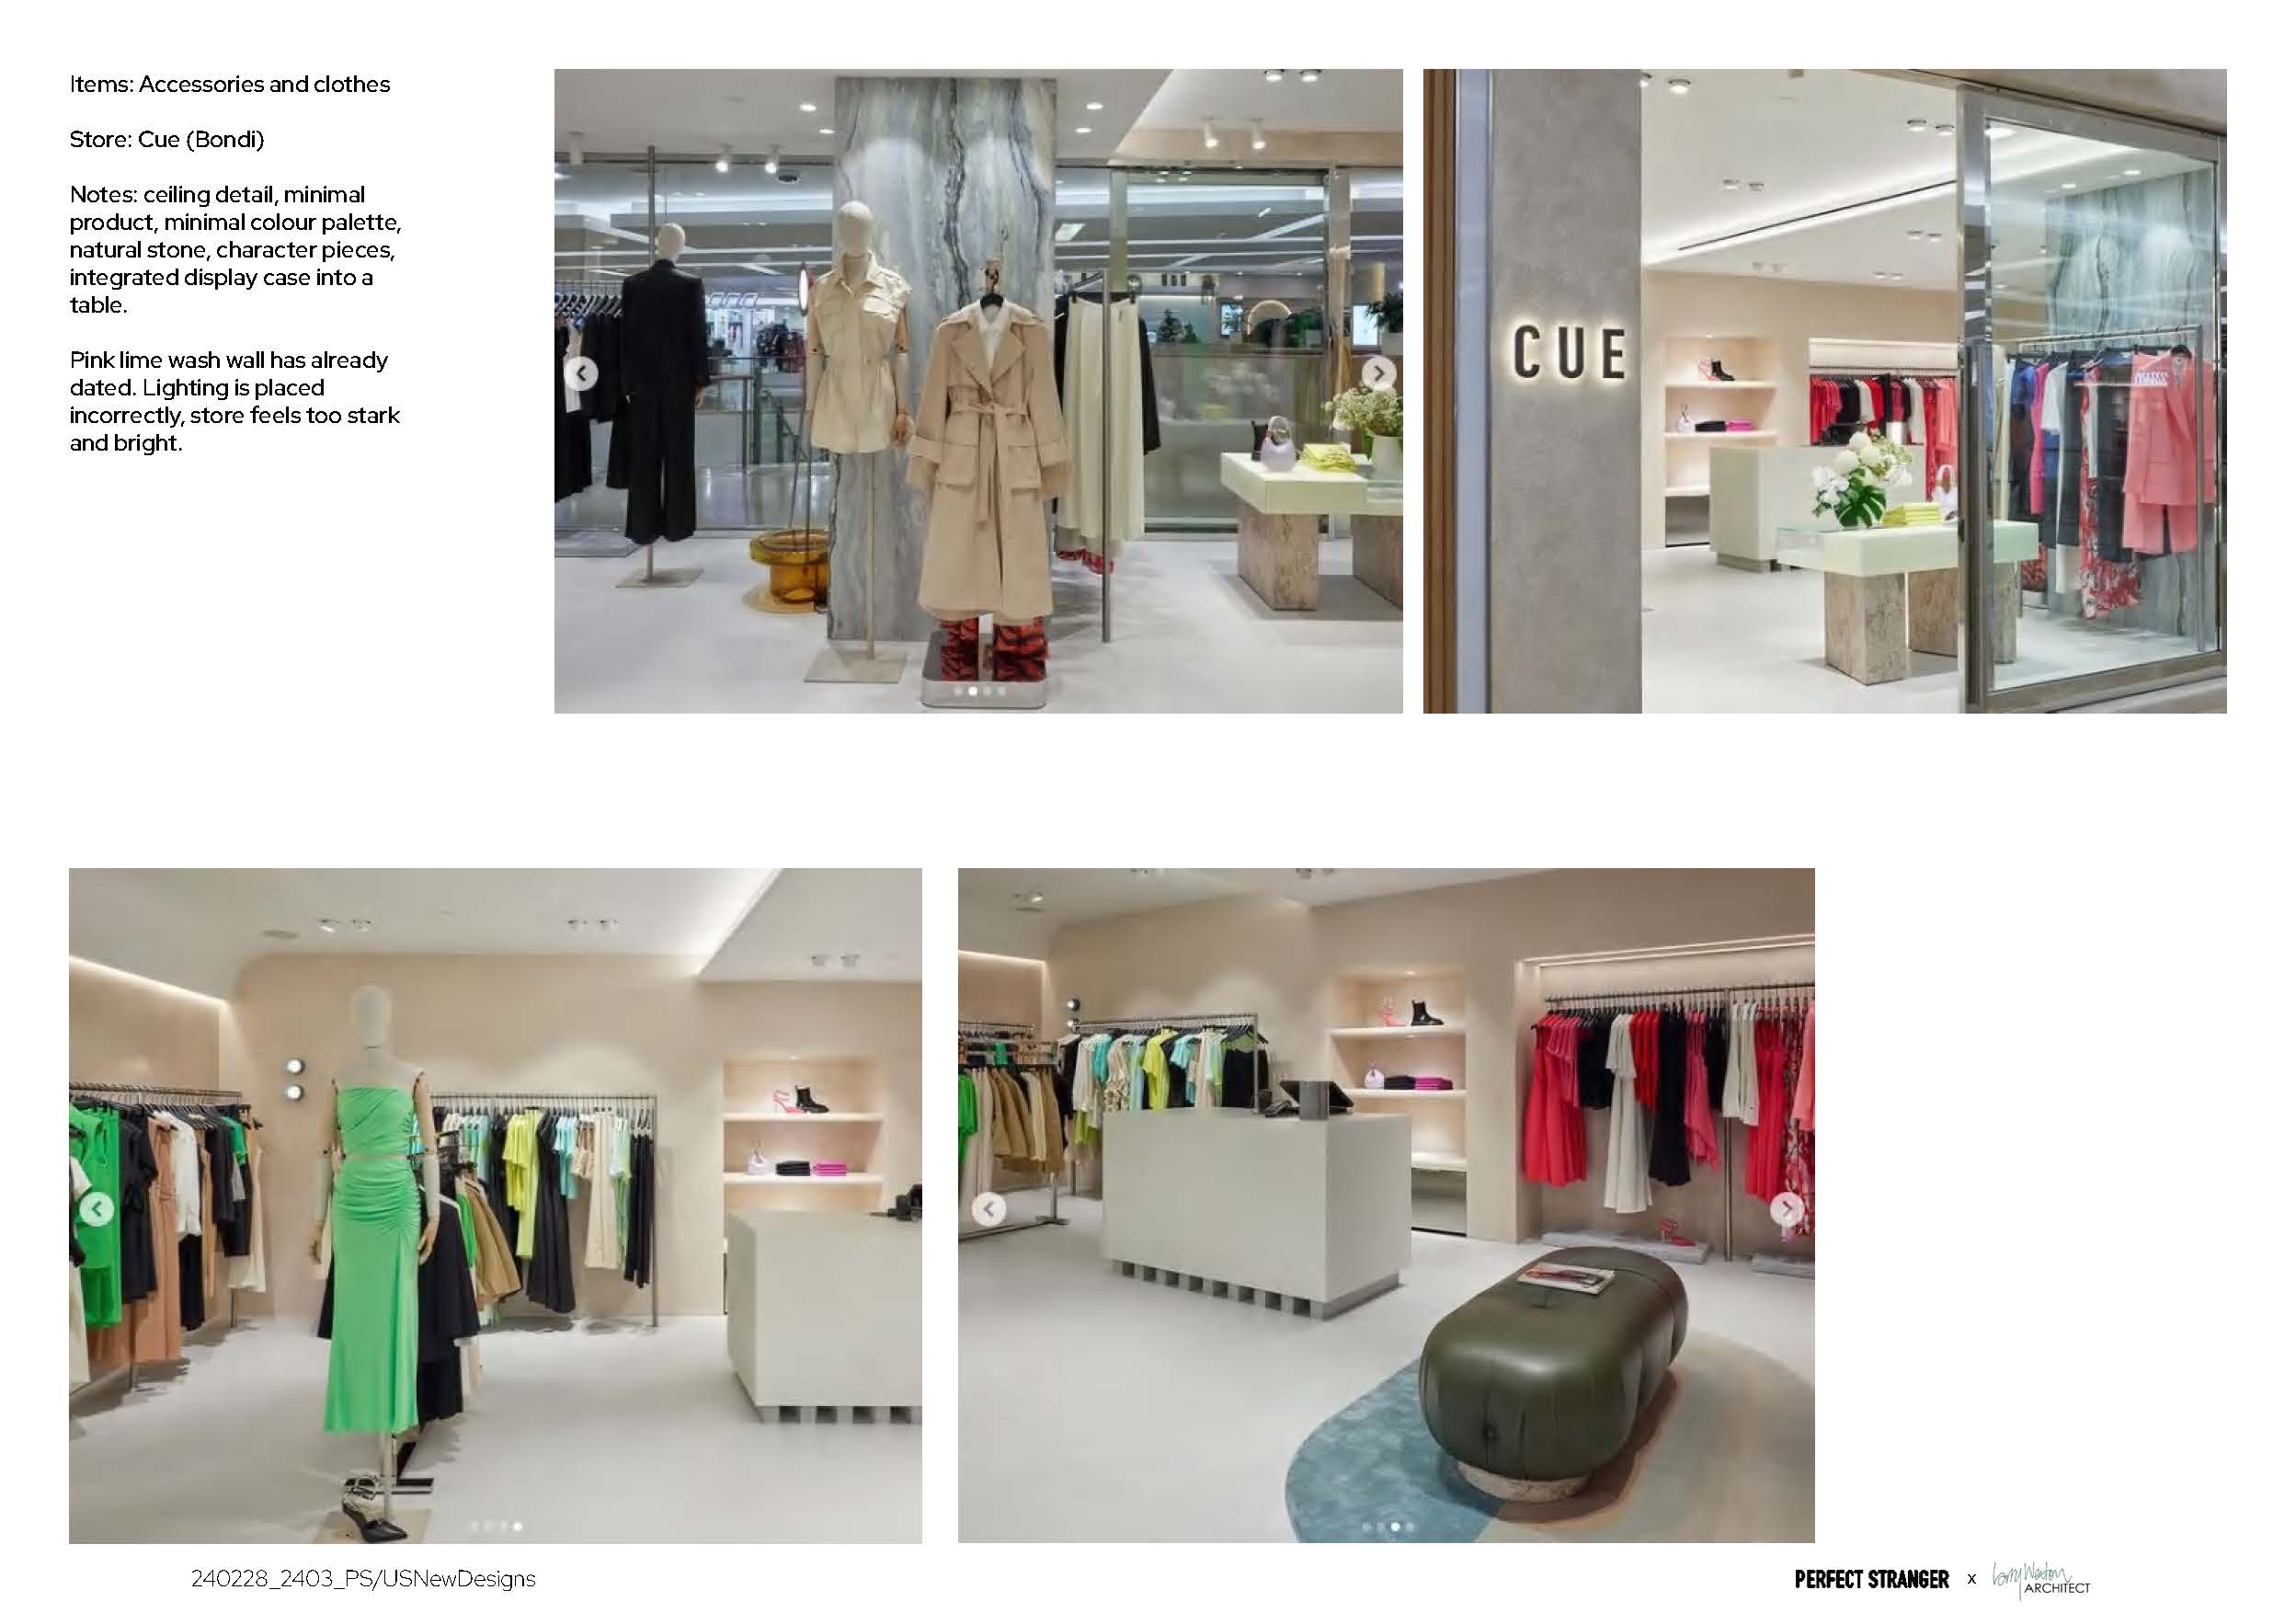 Items: Accessories and clothes
Store: Cue (Bondi)
Notes: ceiling detail, minimal
product, minimal colour palette,
natural stone, character pieces,
integrated display case into a
table.
Pink lime wash wall has already
dated. Lighting is placed
incorrectly, store feels too stark
and bright.
CUE
240228_2403_PS/USNewDesigns
PERFECT STRANGER x
ARCHITECT